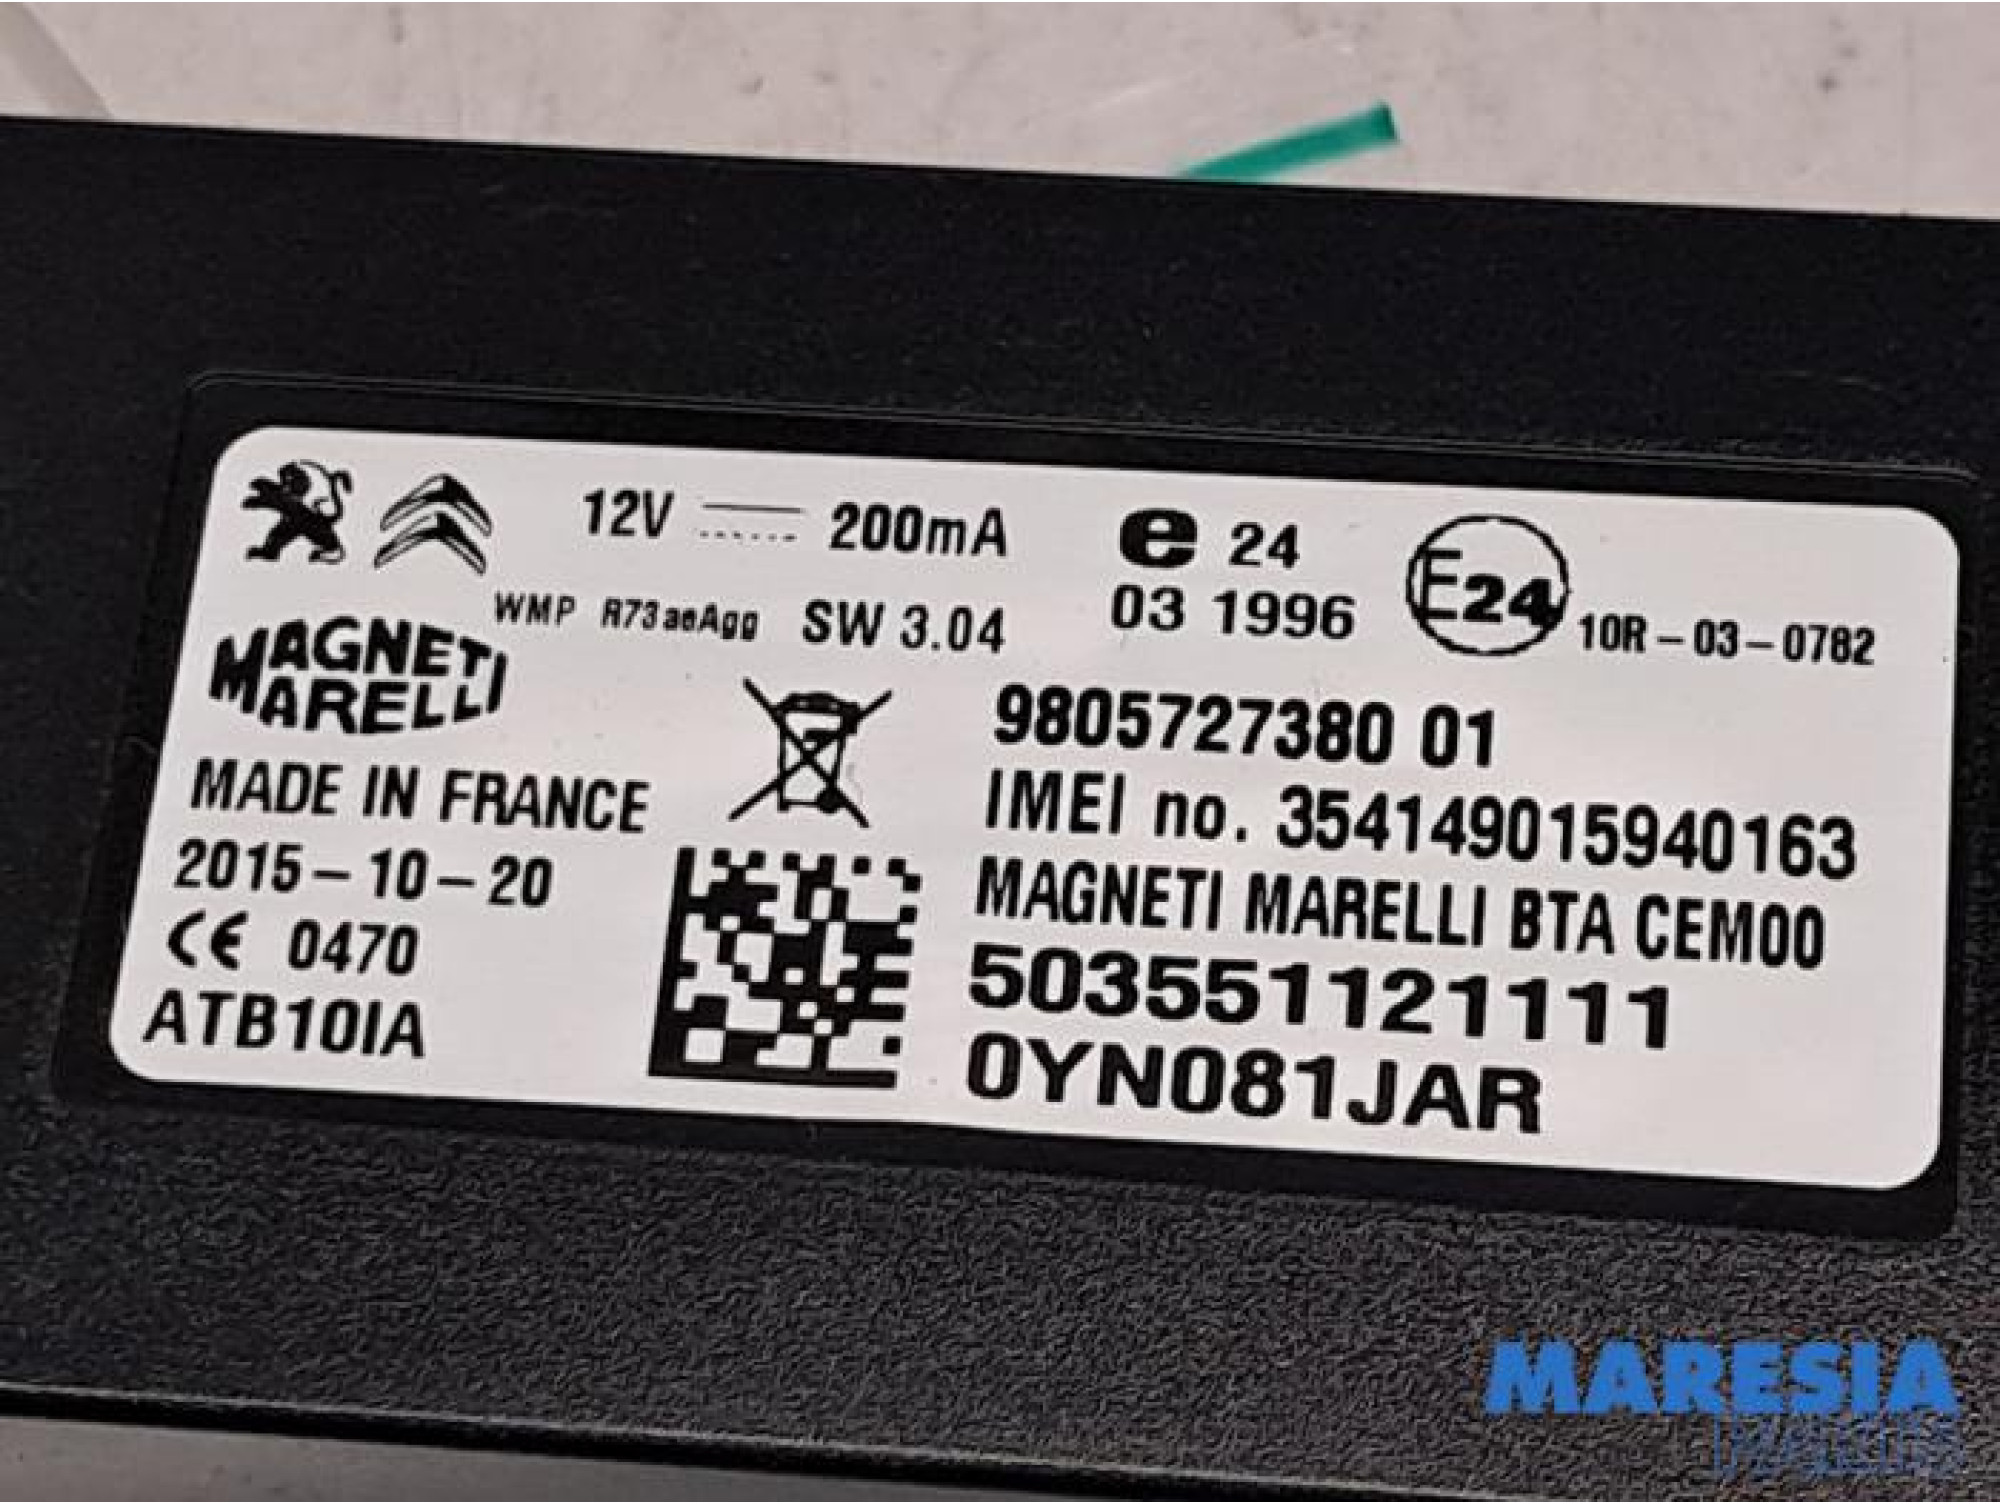 12V 200mA
e 24
03 1996
E24 10R-03-0782
WMP R73aeAgg SW 3.04
MAGNETI
MARELLI
MADE IN FRANCE
2015-10-20
CE 0470
ATB10IA
9805727380 01
IMEI no. 354149015940163
MAGNETI MARELLI BTA CEM00
503551121111
0YN081JAR
MARESIA